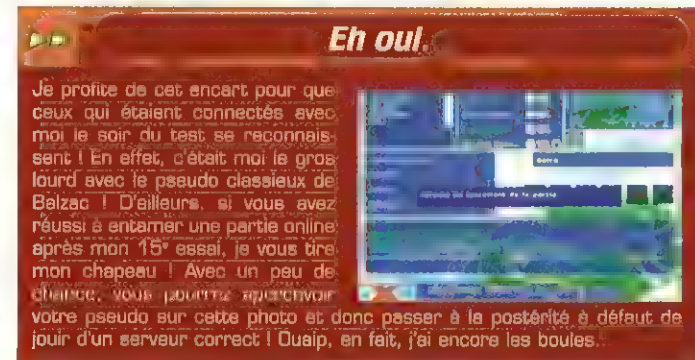 Eh oui.
Je profite de cet encart pour que
ceux qui étaient connectés avec
moi le soir du test se reconnais-
sent ! En effet, c'était moi le gros
lourd avec le pseudo classieux de
Balzac ! D'ailleurs, si vous avez
réussi à entamer une partie online
après mon 15e essai, je vous tire
mon chapeau ! Avec un peu de
chance, vous pourrez apercevoir
votre pseudo sur cette photo et donc passer à la postérité à défaut de
jouir d'un serveur correct ! Ouaip, en fait, j'ai encore les boules.